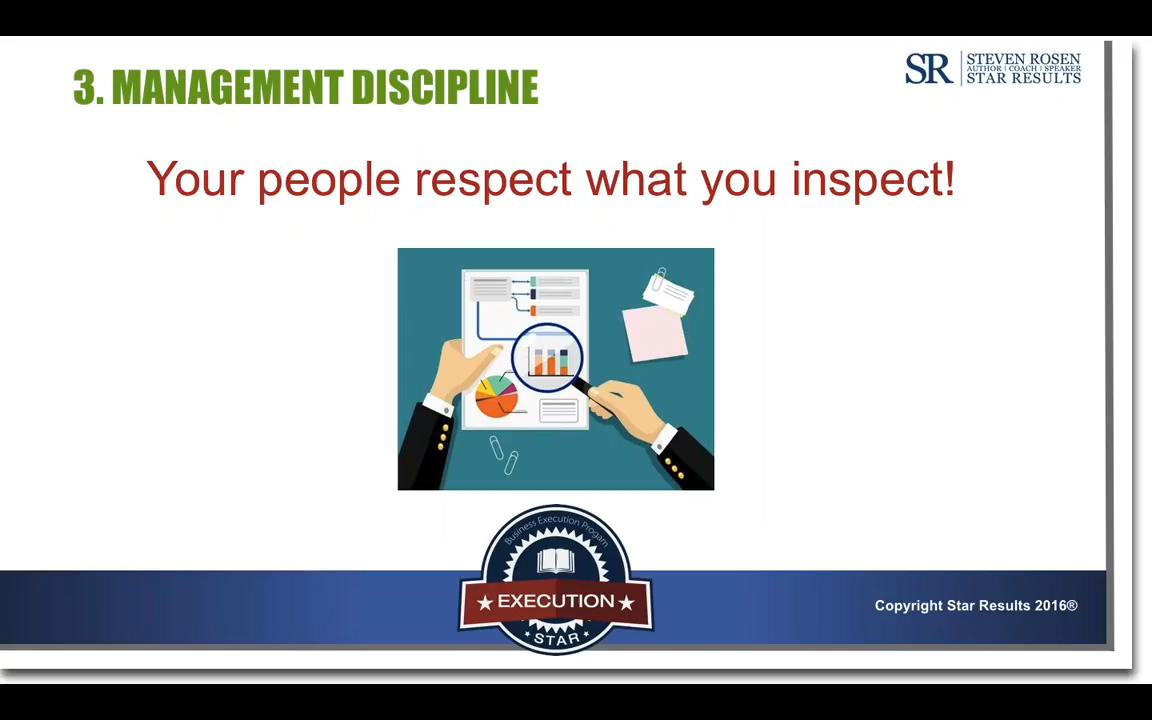 3. MANAGEMENT DISCIPLINE
SR
STEVEN ROSEN
AUTHOR | COACH | SPEAKER
STAR RESULTS
Your people respect what you inspect!
Business Execution Progam
EXECUTION
STAR
Copyright Star Results 2016®